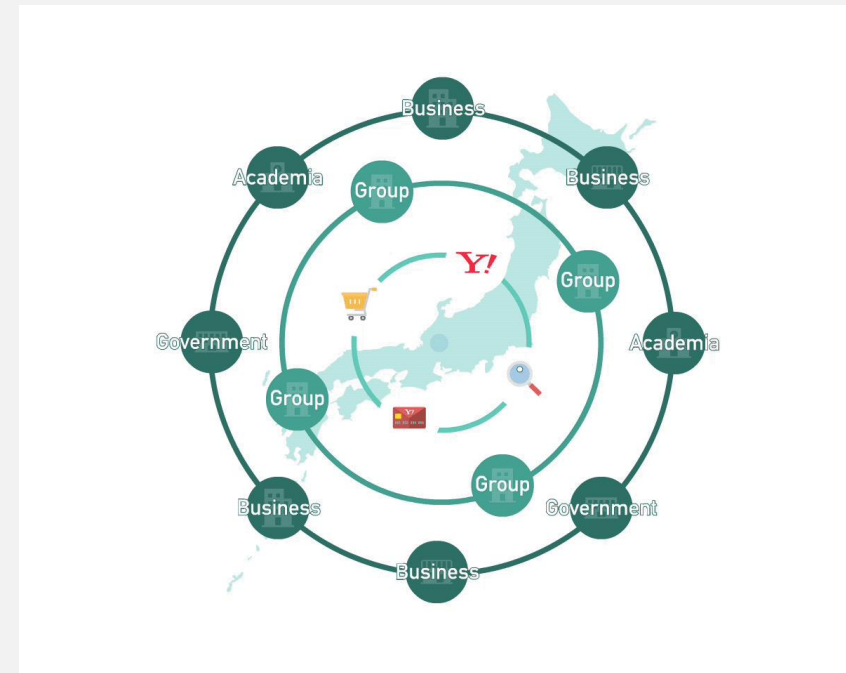 Business
Academia
Business
Group
Y!
Group
Government
Academia
Y!
Group
Group
Business
Government
Business